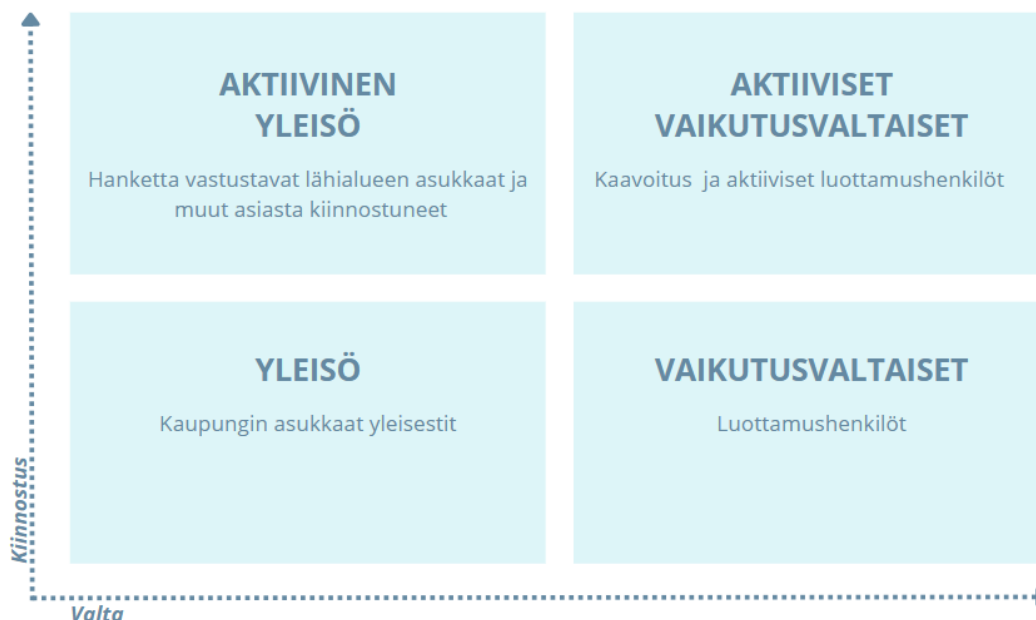 AKTIIVINEN
YLEISÖ
Hanketta vastustavat lähialueen asukkaat ja
muut asiasta kiinnostuneet
AKTIIVISET
VAIKUTUSVALTAISET
Kaavoitus  ja aktiiviset luottamushenkilöt
YLEISÖ
Kaupungin asukkaat yleisestit
VAIKUTUSVALTAISET
Luottamushenkilöt
Kiinnostus
Valta